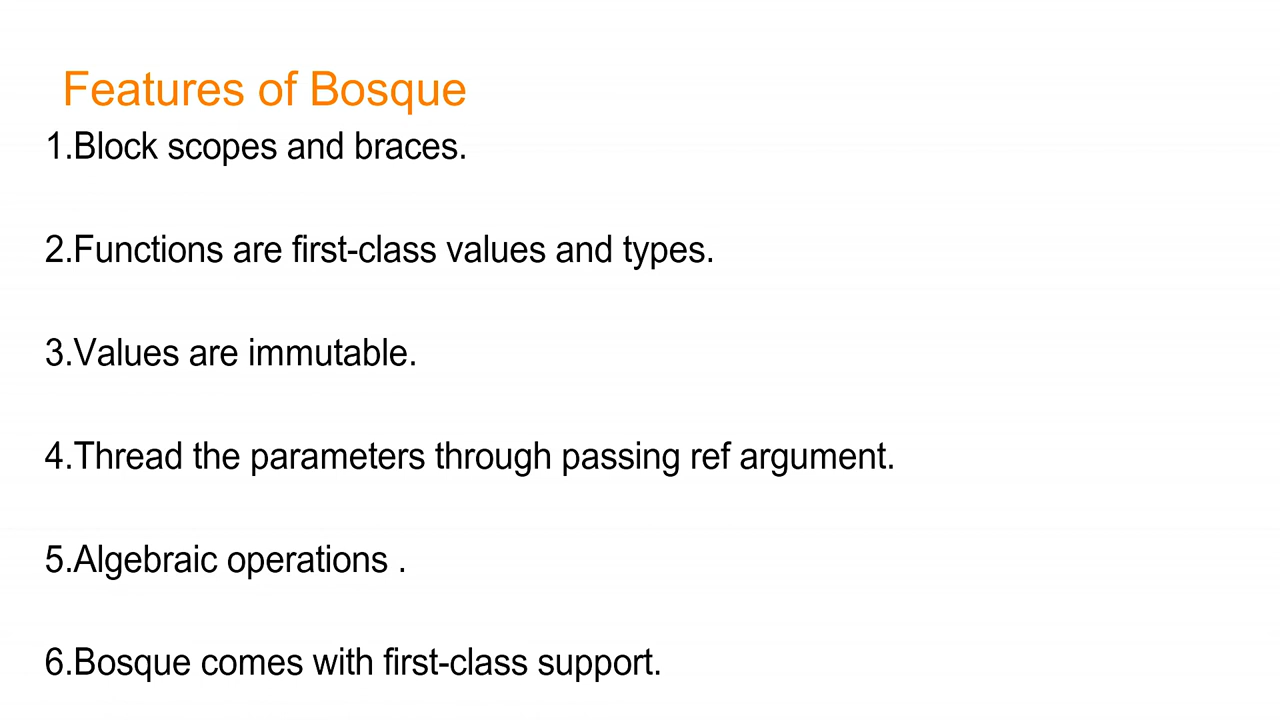 Features of Bosque
1.Block scopes and braces.
2.Functions are first-class values and types.
3.Values are immutable.
4.Thread the parameters through passing ref argument.
5.Algebraic operations .
6.Bosque comes with first-class support.